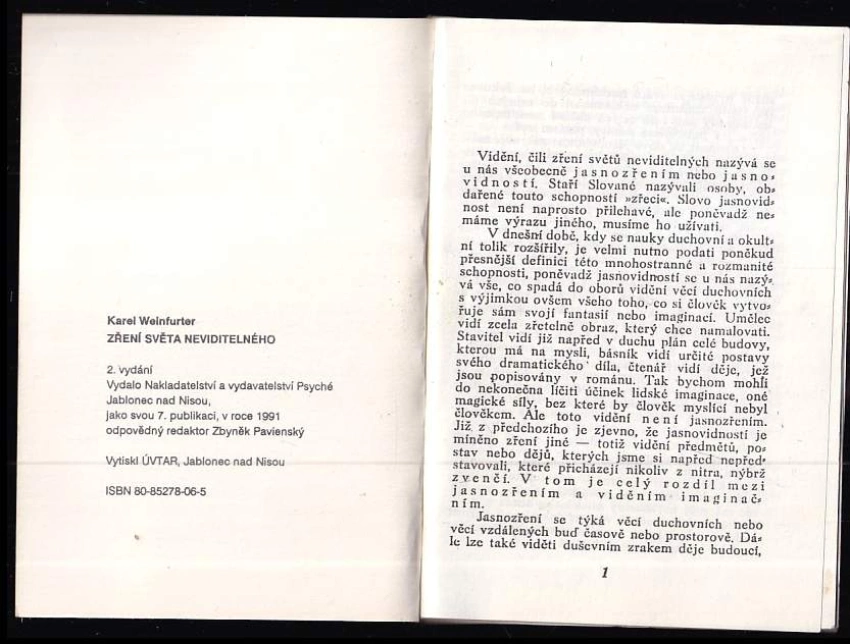 Karel Weinfurter
ZŘENÍ SVĚTA NEVIDITELNÉHO
2. vydání
Vydalo Nakladatelství a vydavatelství Psyché
Jablonec nad Nisou,
jako svou 7. publikaci, v roce 1991
odpovědný redaktor Zbyněk Pavienský
Vytiskl ÚVTAR, Jablonec nad Nisou
ISBN 80-85278-06-5
Vidění, čili zření světů neviditelných nazývá se
u nás všeobecně jasnozřením nebo jasno-
vidností. Staří Slované nazývali osoby, ob-
dařené touto schopností »zřeci«. Slovo jasnovid-
nost není naprosto přilehavé, ale poněvadž ne-
máme výrazu jiného, musíme ho užívati.
V dnešní době, kdy se nauky duchovní a okult-
ní tolik rozšířily, je velmi nutno podati poněkud
přesnější definici této mnohostranné a rozmanité
schopnosti, poněvadž jasnovidností se u nás nazý-
vá vše, co spadá do oborů vidění věcí duchovních
s výjimkou ovšem všeho toho, co si člověk vytvo-
řuje sám svojí fantasií nebo imaginací. Umělec
vidí zcela zřetelně obraz, který chce namalovati.
Stavitel vidí již napřed v duchu plán celé budovy,
kterou má na mysli, básník vidí určité postavy
svého dramatického díla, čtenář vidí děje, jež
jsou popisovány v románu. Tak bychom mohli
do nekonečna líčiti účinek lidské imaginace, oné
magické síly, bez které by člověk myslící nebyl
člověkem. Ale toto vidění není jasnozřením.
Již z předchozího je zjevno, že jasnovidností je
míněno zření jiné — totiž vidění předmětů, po-
stav nebo dějů, kterých jsme si napřed nepřed-
stavovali, které přicházejí nikoliv z nitra, nýbrž
zvenčí. V tom je celý rozdíl mezi
jasnozřením a viděním imaginač-
ním.
Jasnozření se týká věcí duchovních nebo
věcí vzdálených buď časově nebo prostorově. Dá-
le lze také viděti duševním zrakem děje budoucí,
1